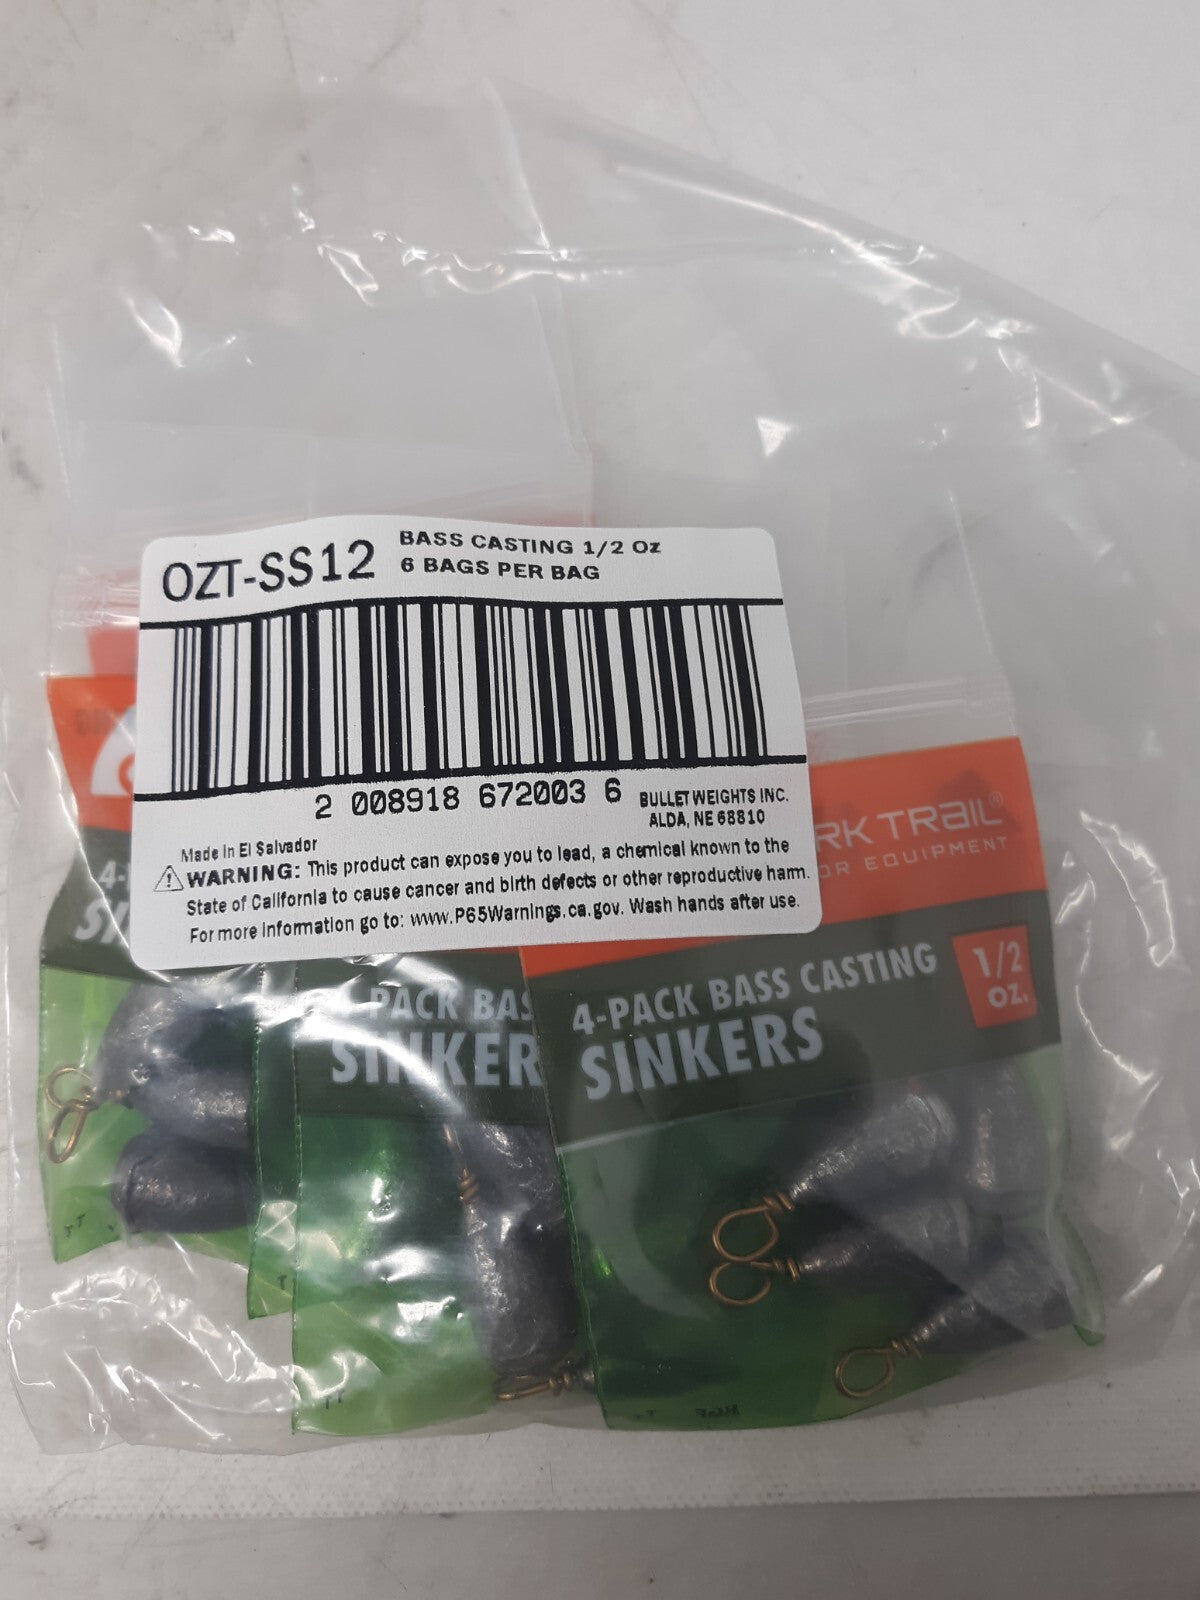 OZT-SS12
BASS CASTING 1/2 Oz
6 BAGS PER BAG
2 008918 672003 6
BULLET WEIGHTS INC.
ALDA, NE 68810
Made in El Salvador
WARNING: This product can expose you to lead, a chemical known to the
State of California to cause cancer and birth defects or other reproductive harm.
For more information go to: www.P65Warnings.ca.gov. Wash hands after use.
RK TRAIL®
OR EQUIPMENT
4-PACK BASS CASTING
SINKERS
1/2
OZ.
-PACK BAS
SINKER
4-
SI